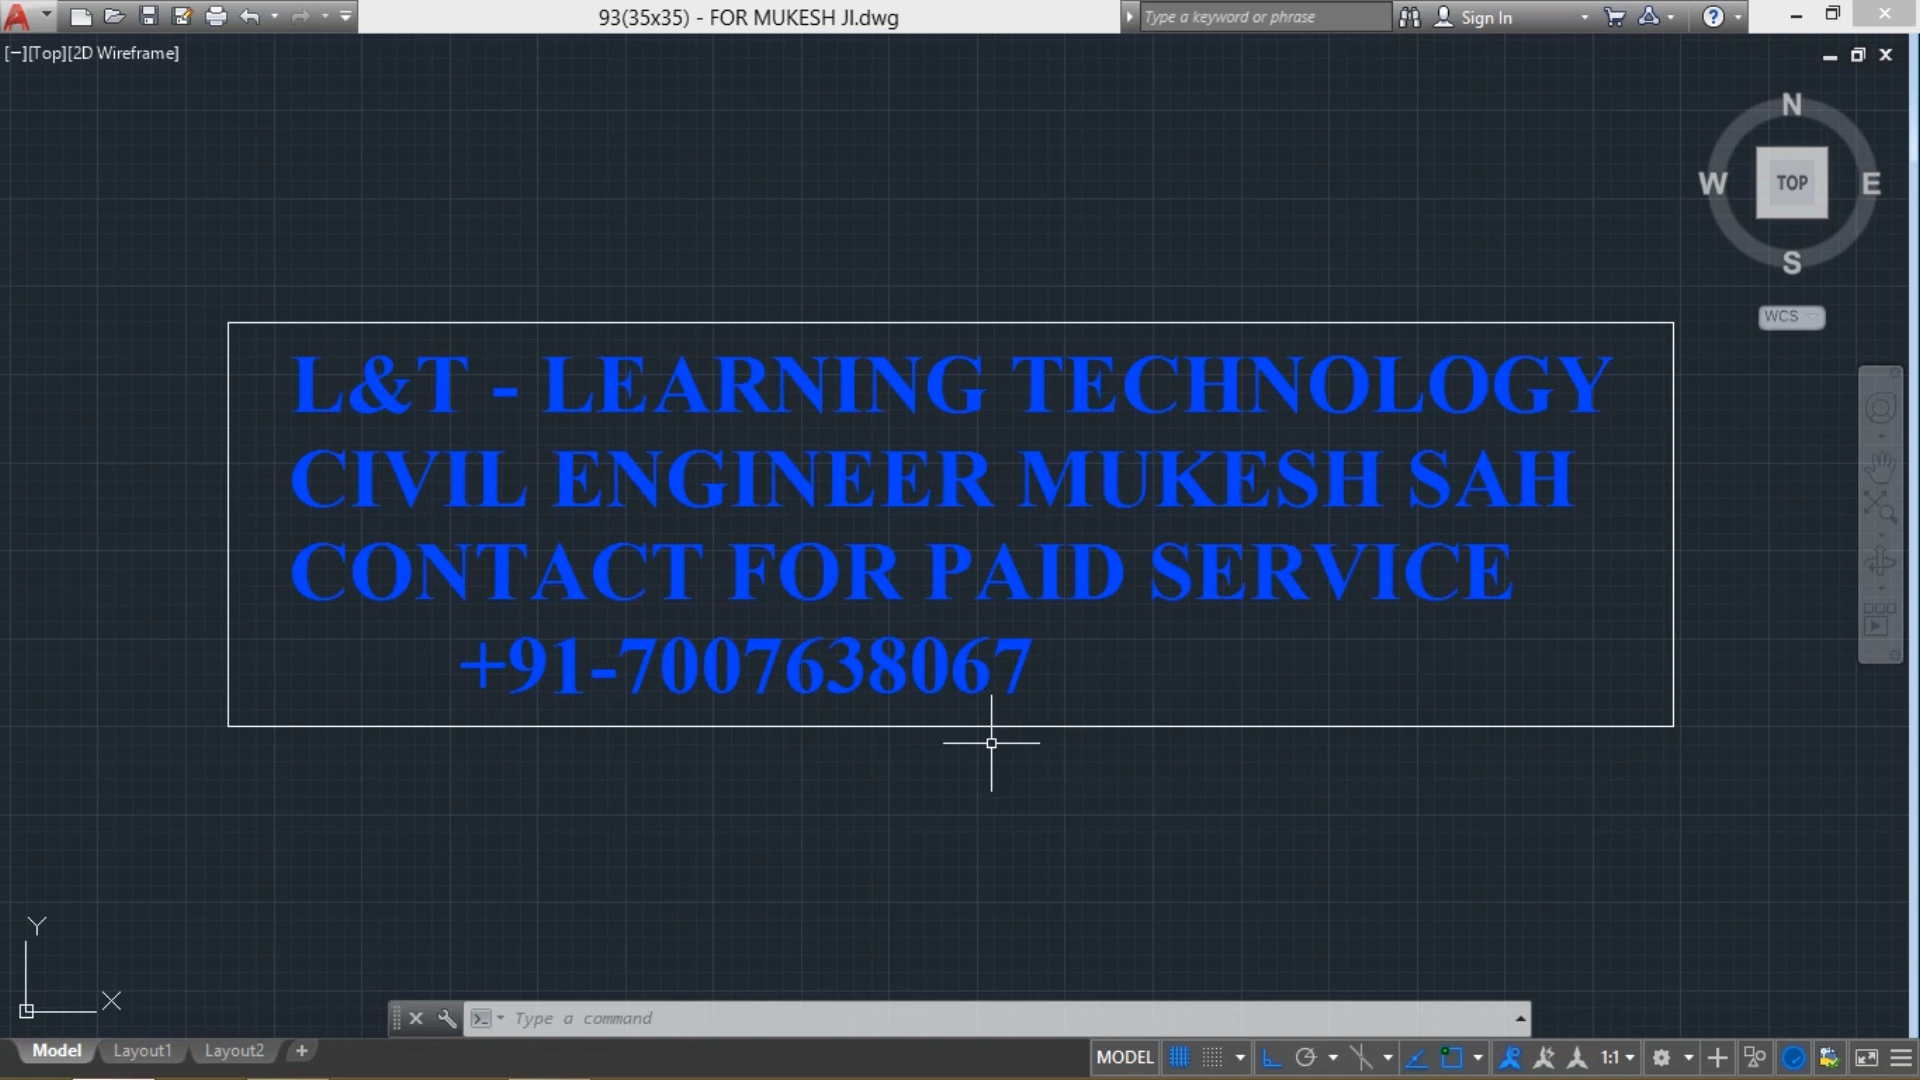 93(35x35) - FOR MUKESH JI.dwg
Type a keyword or phrase
Sign In
[−][Top][2D Wireframe]
N
W
TOP
E
S
WCS
L&T - LEARNING TECHNOLOGY
CIVIL ENGINEER MUKESH SAH
CONTACT FOR PAID SERVICE
+91-7007638067
Y
X
Type a command
Model
Layout1
Layout2
MODEL
1:1